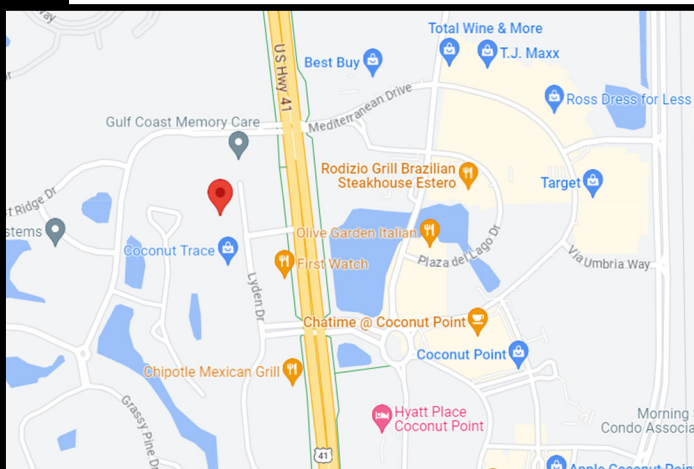 Way
US Hwy 41
Total Wine & More
T.J. Maxx
Best Buy
Ross Dress for Less
Mediterranean Drive
Gulf Coast Memory Care
Rodizio Grill Brazilian
Steakhouse Estero
Target
st Ridge Dr
stems
Olive Garden Italian
Coconut Trace
First Watch
Plaza del Lago Dr
Via Umbria Way
Lyden Dr
Chatime @ Coconut Point
Coconut Point
Chipotle Mexican Grill
Grassy Pine Dr
Hyatt Place
Coconut Point
Morning
Condo Associa
41
Apple Coconut Poin